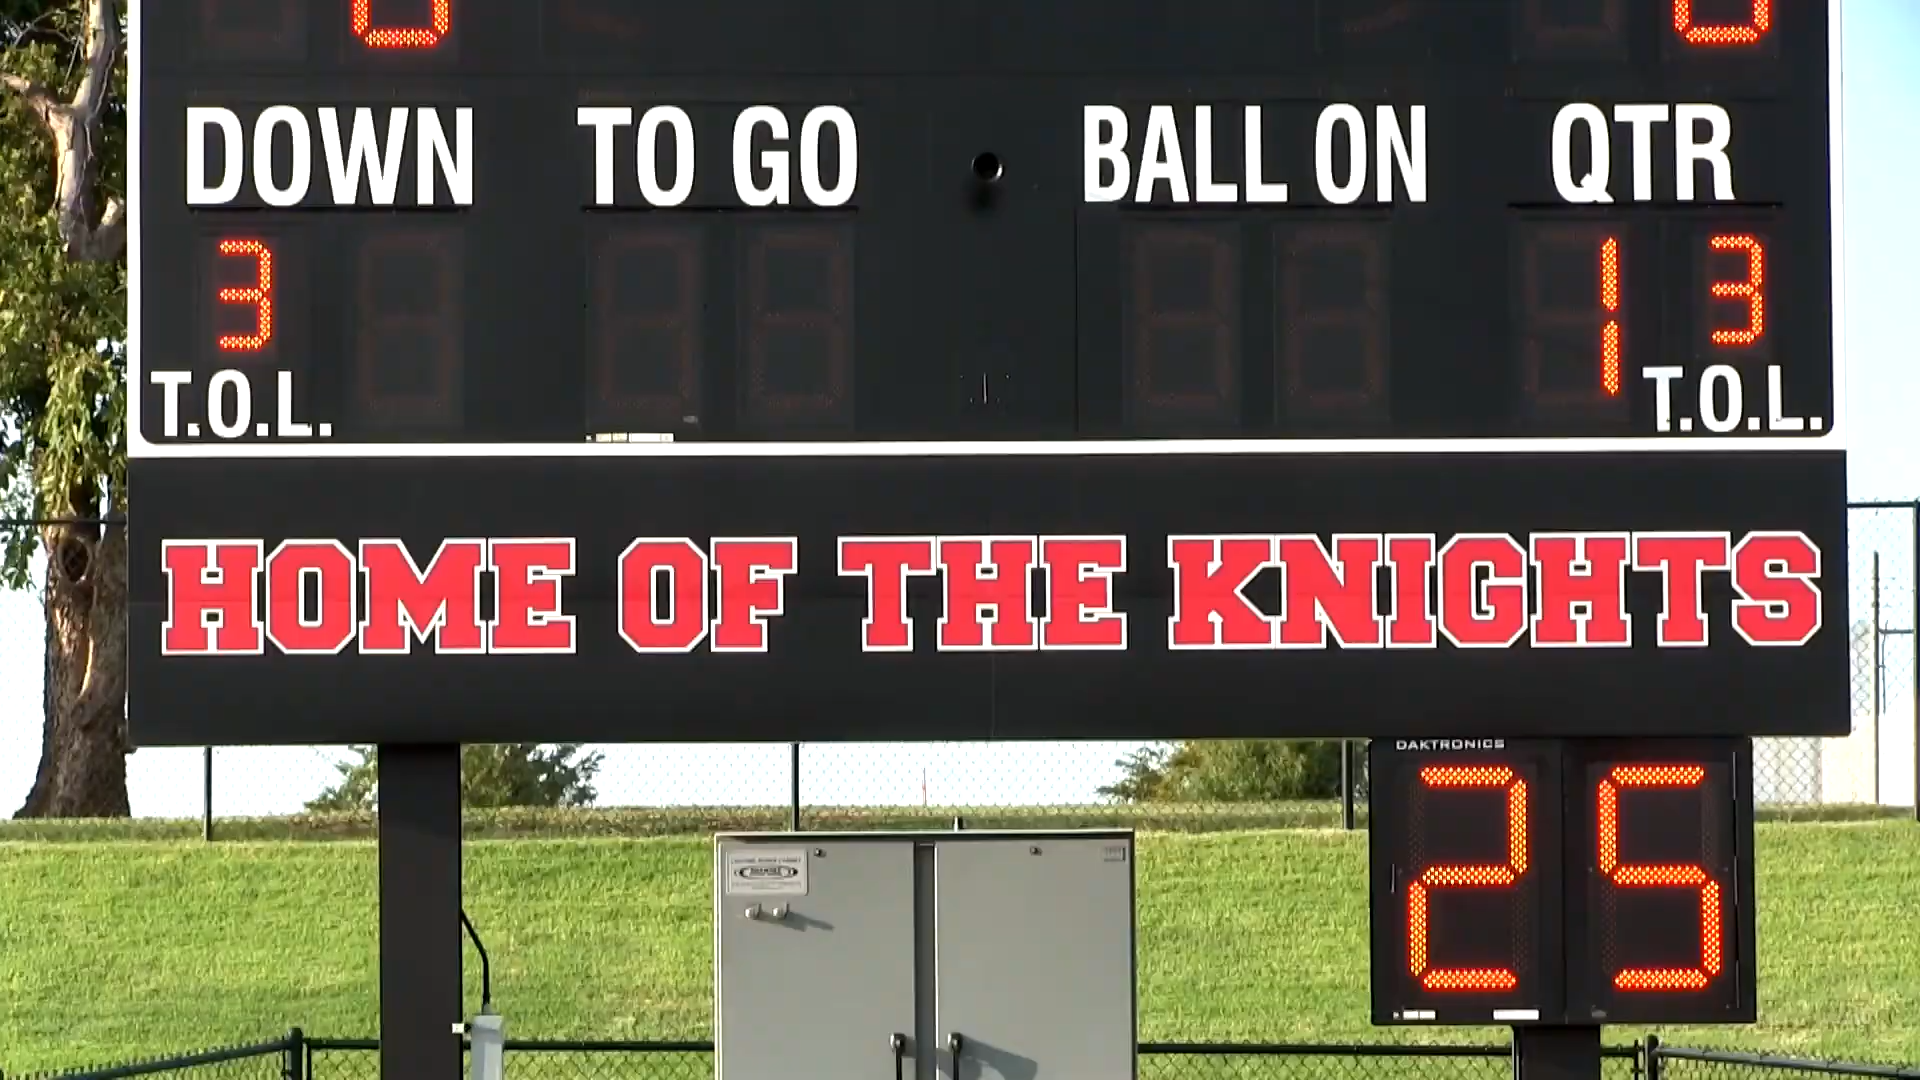 DOWN TO GO BALL ON QTR
3 1 3
T.O.L. T.O.L.
HOME OF THE KNIGHTS
DAKTRONICS
25